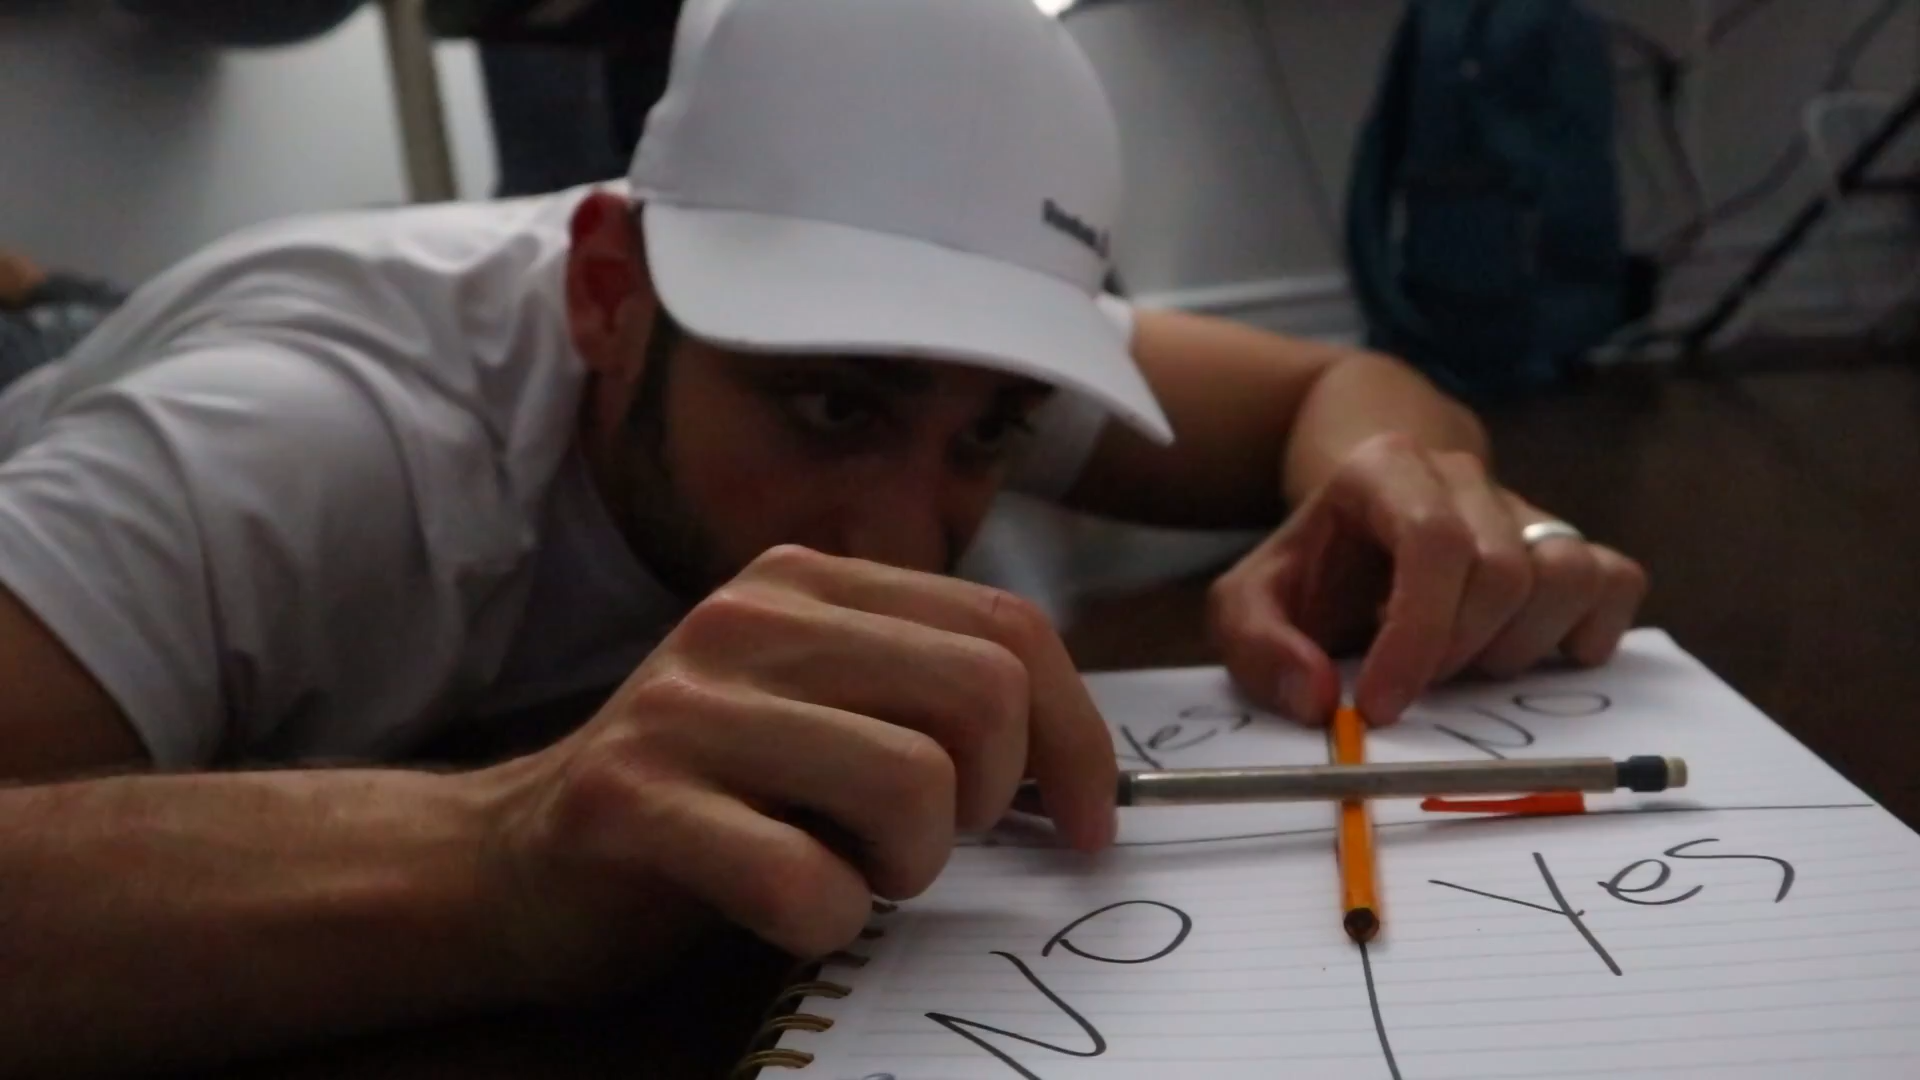 Yes NO
NO Yes